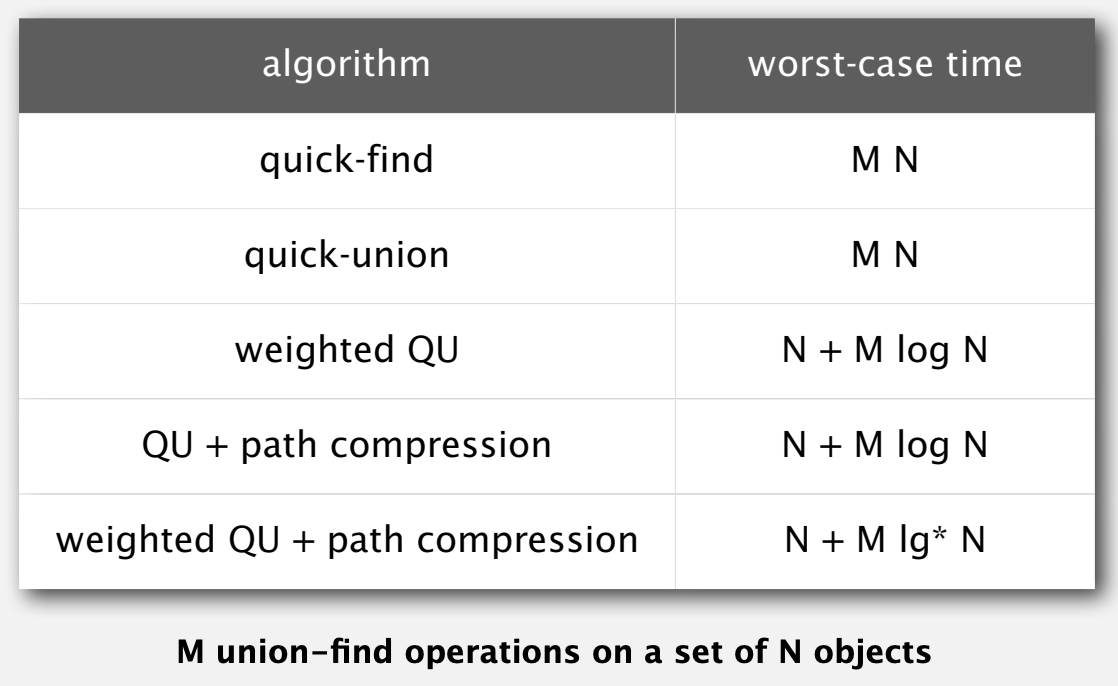 algorithm worst-case time
quick-find M N
quick-union M N
weighted QU N + M log N
QU + path compression N + M log N
weighted QU + path compression N + M lg* N
M union–find operations on a set of N objects